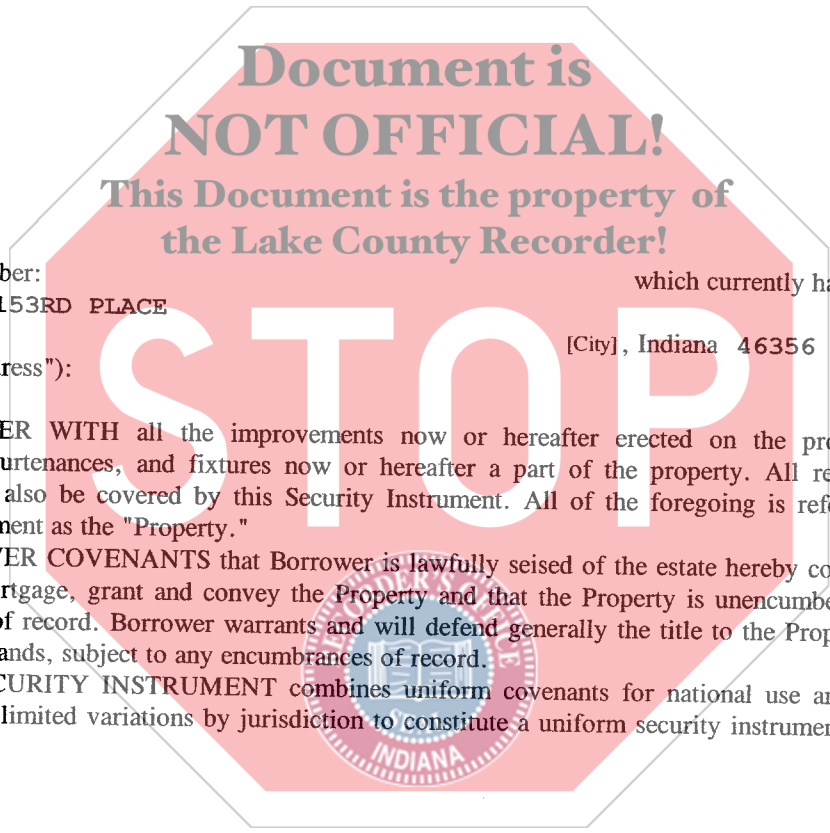 Document is
NOT OFFICIAL!
This Document is the property of
the Lake County Recorder!
ber:
which currently ha
153RD PLACE
[City], Indiana 46356
ress"):
STOP
ER WITH all the improvements now or hereafter erected on the pro
urtenances, and fixtures now or hereafter a part of the property. All re
also be covered by this Security Instrument. All of the foregoing is refe
ment as the "Property."
VER COVENANTS that Borrower is lawfully seised of the estate hereby co
rtgage, grant and convey the Property and that the Property is unencumbe
of record. Borrower warrants and will defend generally the title to the Prop
ands, subject to any encumbrances of record.
CURITY INSTRUMENT combines uniform covenants for national use an
limited variations by jurisdiction to constitute a uniform security instrumen
RECORDER'S OFFICE
INDIANA